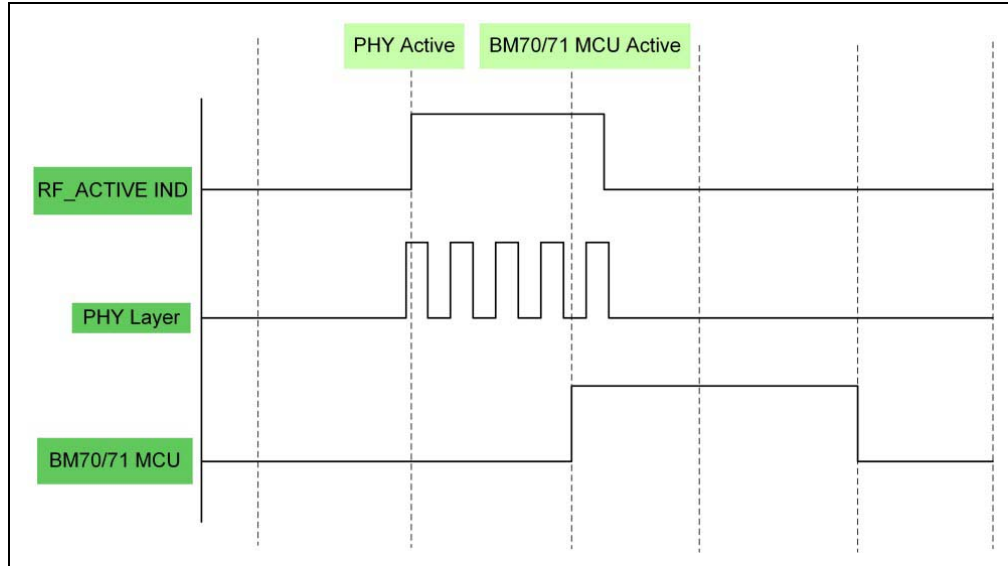 PHY Active
BM70/71 MCU Active
RF_ACTIVE IND
PHY Layer
BM70/71 MCU